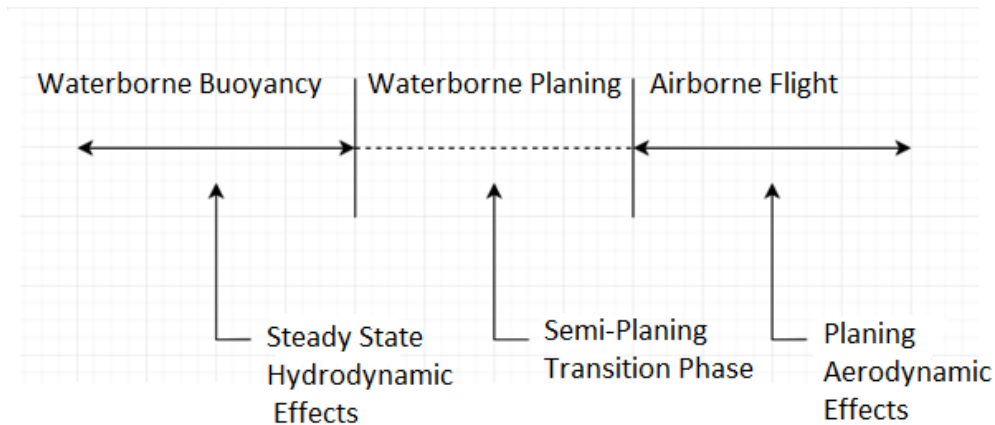 Waterborne Buoyancy
Waterborne Planing
Airborne Flight
Steady State
Hydrodynamic
Effects
Semi-Planing
Transition Phase
Planing
Aerodynamic
Effects